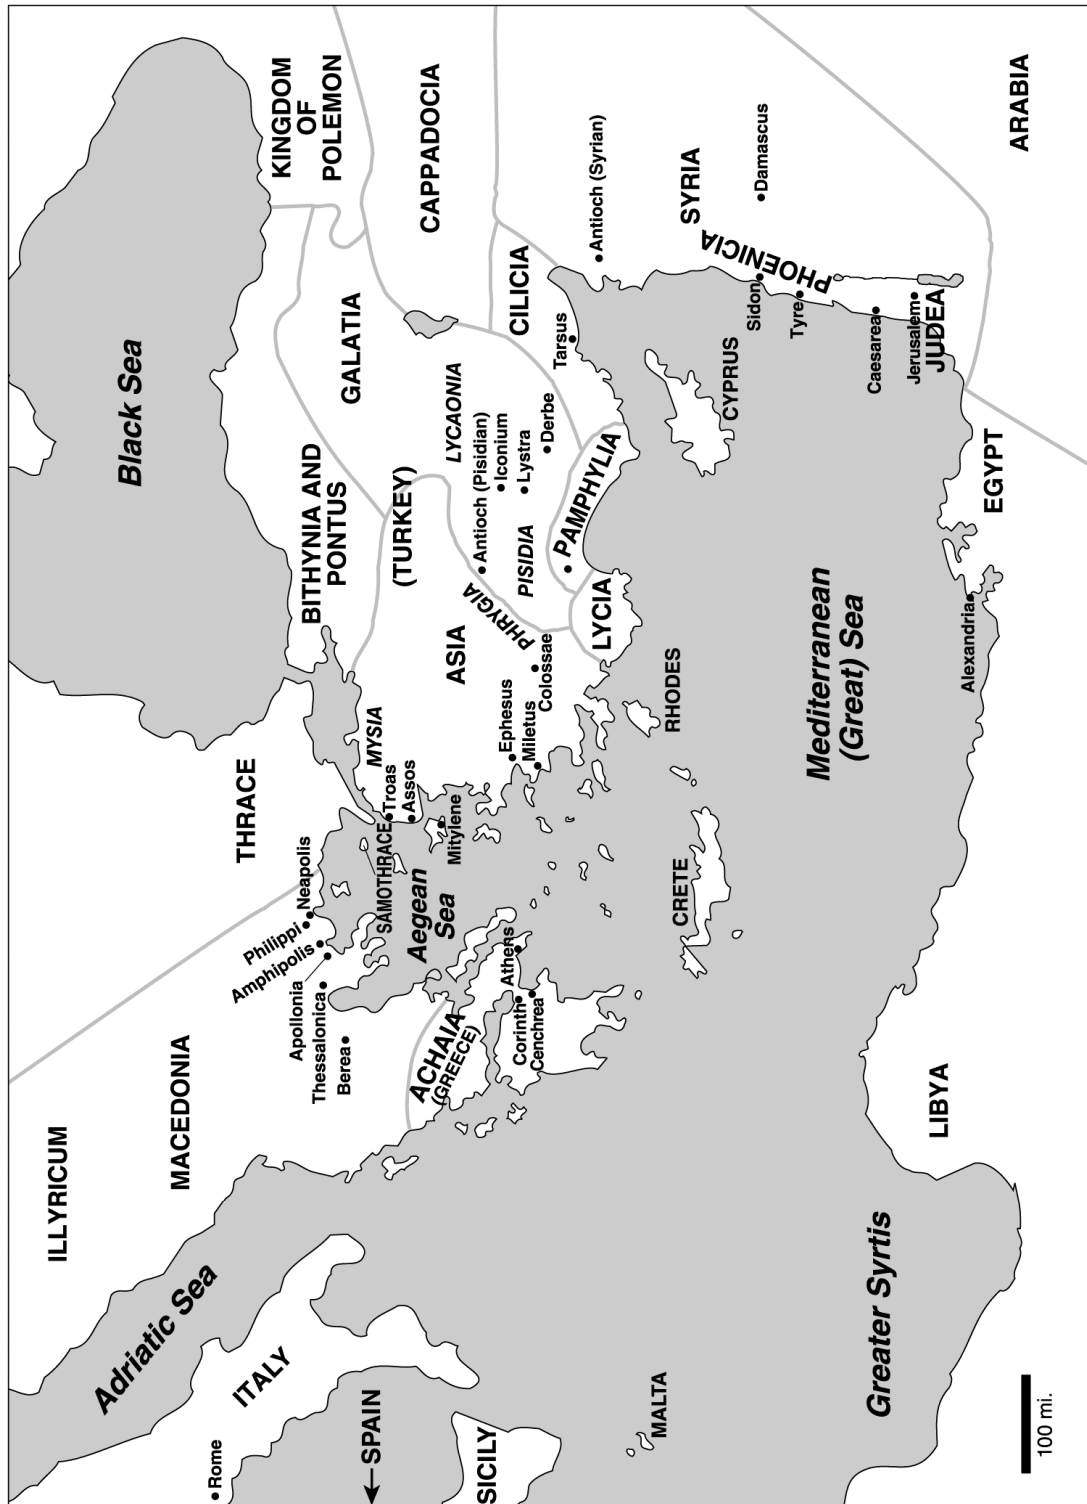 ILLYRICUM
MACEDONIA
THRACE
Black Sea
KINGDOM
OF
POLEMON
Adriatic Sea
ITALY
Rome
SPAIN
SICILY
MALTA
Philippi
Neapolis
Amphipolis
Apollonia
Thessalonica
Berea
SAMOTHRACE
Aegean
Sea
ACHAIA
(GREECE)
Athens
Corinth
Cenchrea
BITHYNIA AND
PONTUS
GALATIA
CAPPADOCIA
(TURKEY)
MYSIA
Troas
Assos
Mitylene
ASIA
PHRYGIA
Ephesus
Miletus
Colossae
LYCAONIA
Antioch (Pisidian)
Iconium
Lystra
Derbe
PISIDIA
PAMPHYLIA
LYCIA
CILICIA
Tarsus
Antioch (Syrian)
SYRIA
Damascus
PHOENICIA
Sidon
Tyre
Caesarea
Jerusalem
JUDEA
ARABIA
CYPRUS
RHODES
CRETE
Mediterranean
(Great) Sea
Greater Syrtis
LIBYA
Alexandria
EGYPT
100 mi.